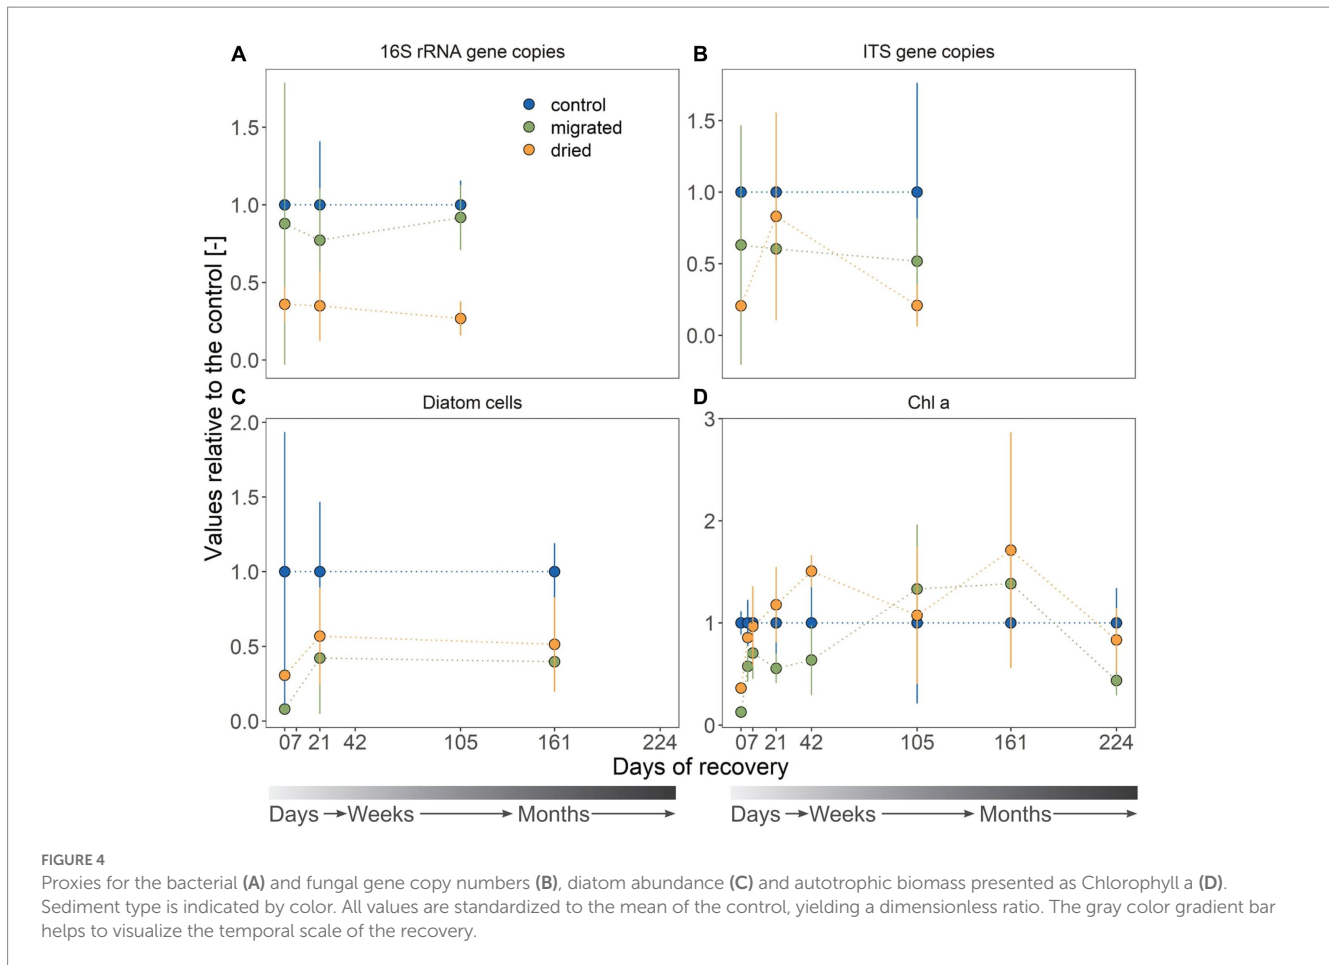 A
16S rRNA gene copies
B
ITS gene copies
control
migrated
dried
1.5
1.0
0.5
0.0
1.5
1.0
0.5
0.0
Values relative to the control [-]
C
Diatom cells
D
Chl a
2.0
1.5
1.0
0.5
0.0
3
2
1
0
0 7 21 42 105 161 224
0 7 21 42 105 161 224
Days of recovery
Days Weeks Months
Days Weeks Months
FIGURE 4
Proxies for the bacterial (A) and fungal gene copy numbers (B), diatom abundance (C) and autotrophic biomass presented as Chlorophyll a (D).
Sediment type is indicated by color. All values are standardized to the mean of the control, yielding a dimensionless ratio. The gray color gradient bar
helps to visualize the temporal scale of the recovery.